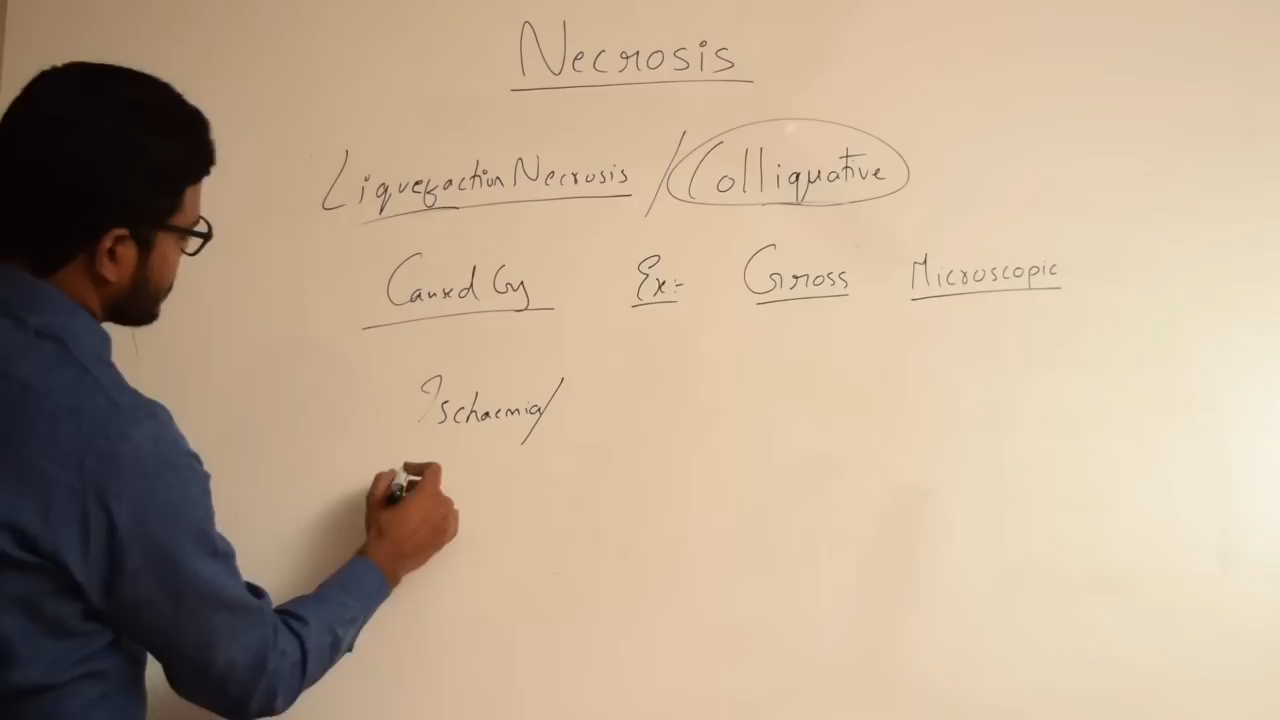 Necrosis
Liquefaction Necrosis / Colliquative
Caused by Ex:- Gross Microscopic
Ischaemia/